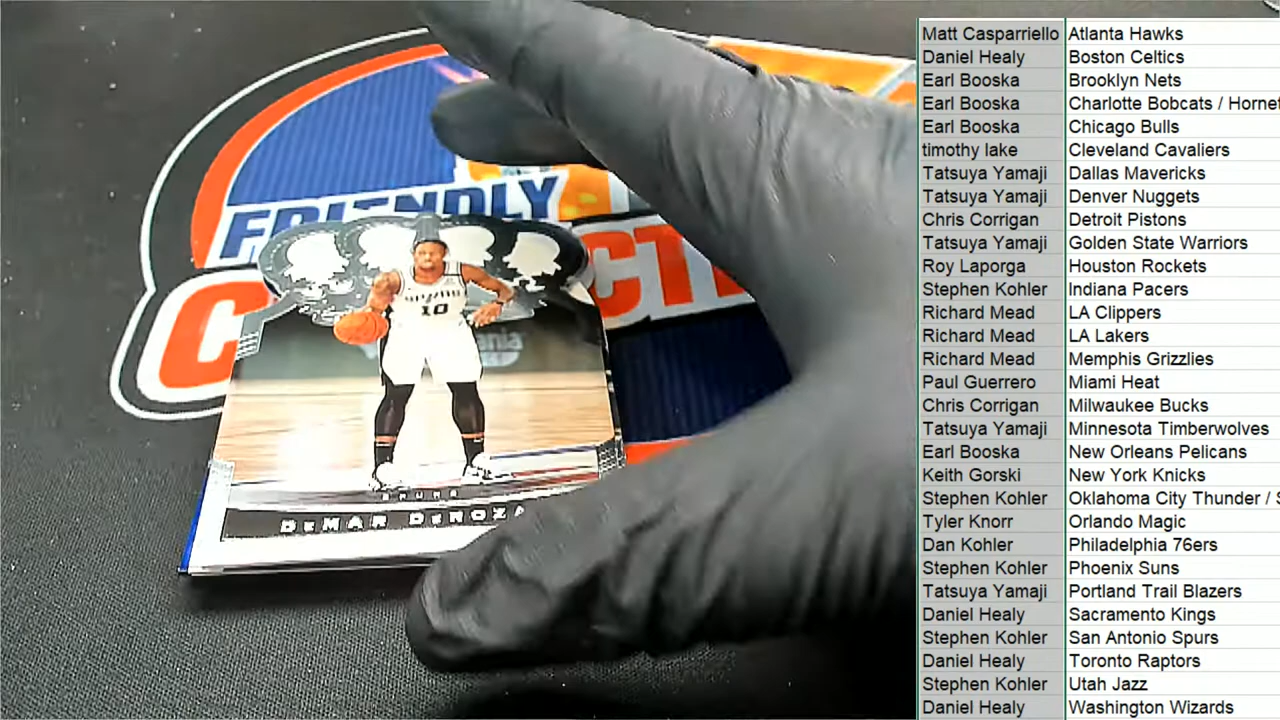 Matt Casparriello Atlanta Hawks
Daniel Healy Boston Celtics
Earl Booska Brooklyn Nets
Earl Booska Charlotte Bobcats / Hornet
Earl Booska Chicago Bulls
timothy lake Cleveland Cavaliers
Tatsuya Yamaji Dallas Mavericks
Tatsuya Yamaji Denver Nuggets
Chris Corrigan Detroit Pistons
Tatsuya Yamaji Golden State Warriors
Roy Laporga Houston Rockets
Stephen Kohler Indiana Pacers
Richard Mead LA Clippers
Richard Mead LA Lakers
Richard Mead Memphis Grizzlies
Paul Guerrero Miami Heat
Chris Corrigan Milwaukee Bucks
Tatsuya Yamaji Minnesota Timberwolves
Earl Booska New Orleans Pelicans
Keith Gorski New York Knicks
Stephen Kohler Oklahoma City Thunder / S
Tyler Knorr Orlando Magic
Dan Kohler Philadelphia 76ers
Stephen Kohler Phoenix Suns
Tatsuya Yamaji Portland Trail Blazers
Daniel Healy Sacramento Kings
Stephen Kohler San Antonio Spurs
Daniel Healy Toronto Raptors
Stephen Kohler Utah Jazz
Daniel Healy Washington Wizards
FRIENDLY
10
SPURS
DEMAR DEROZA